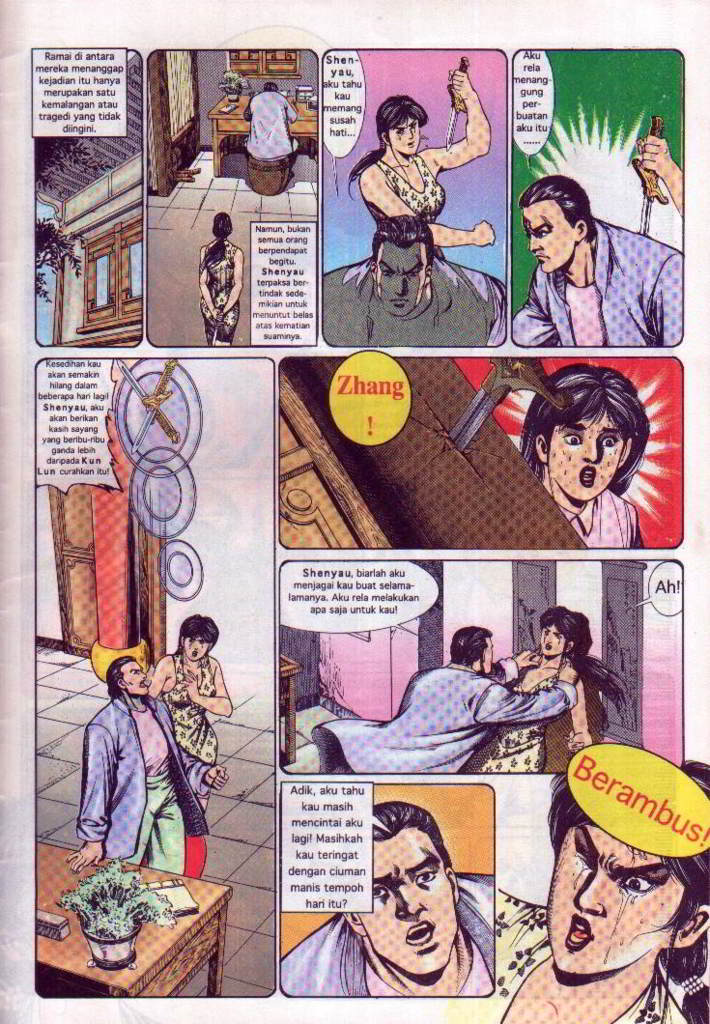 Ramai di antara
mereka menanggap
kejadian itu hanya
merupakan satu
kemalangan atau
tragedi yang tidak
diingini.
Namun, bukan
semua orang
berpendapat
begitu.
Shenyau
terpaksa ber-
tindak sede-
mikian untuk
menuntut belas
atas kematian
suaminya.
Shen-
yau,
aku tahu
kau
memang
susah
hati...
Aku
rela
menang-
gung
per-
buatan
aku itu
......
Kesedihan kau
akan semakin
hilang dalam
beberapa hari lagi!
Shenyau, aku
akan berikan
kasih sayang
yang beribu-ribu
ganda lebih
daripada Kun
Lun curahkan itu!
Zhang
!
Shenyau, biarlah aku
menjagai kau buat selama-
lamanya. Aku rela melakukan
apa saja untuk kau!
Ah!
Adik, aku tahu
kau masih
mencintai aku
lagi! Masihkah
kau teringat
dengan ciuman
manis tempoh
hari itu?
Berambus!